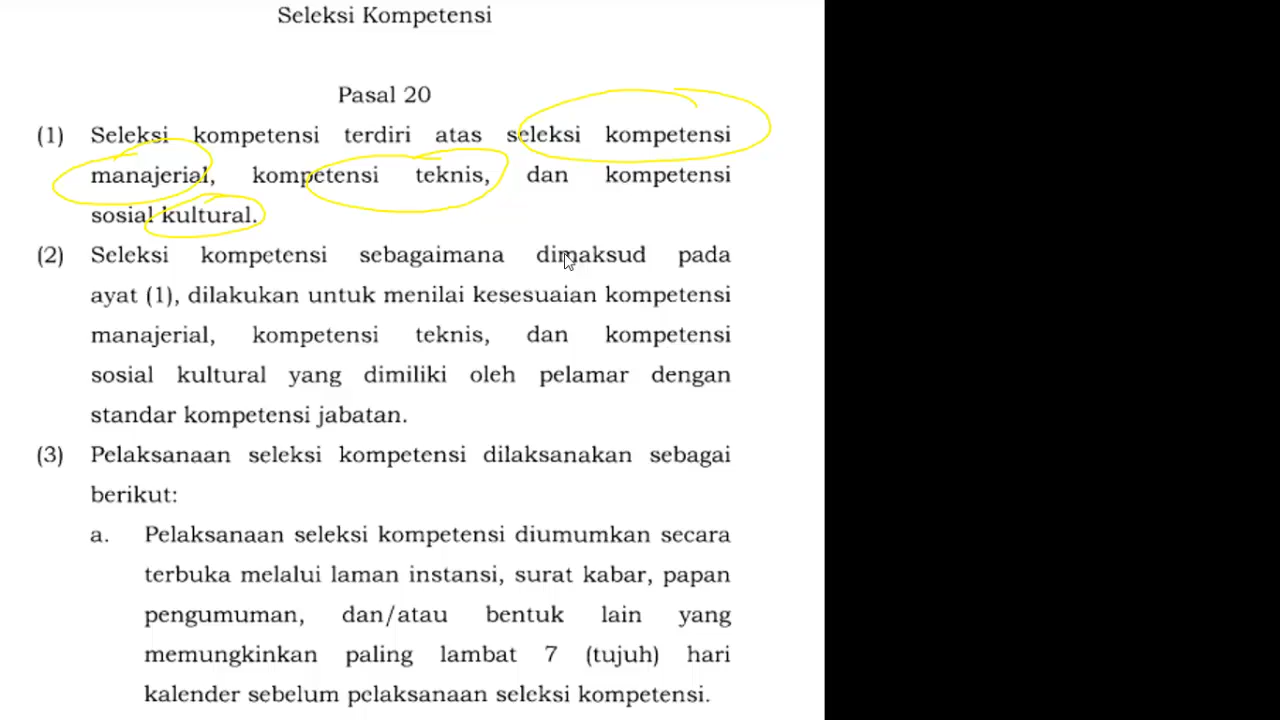 Seleksi Kompetensi
Pasal 20
(1) Seleksi kompetensi terdiri atas seleksi kompetensi
manajerial, kompetensi teknis, dan kompetensi
sosial kultural.
(2) Seleksi kompetensi sebagaimana dimaksud pada
ayat (1), dilakukan untuk menilai kesesuaian kompetensi
manajerial, kompetensi teknis, dan kompetensi
sosial kultural yang dimiliki oleh pelamar dengan
standar kompetensi jabatan.
(3) Pelaksanaan seleksi kompetensi dilaksanakan sebagai
berikut:
a. Pelaksanaan seleksi kompetensi diumumkan secara
terbuka melalui laman instansi, surat kabar, papan
pengumuman, dan/atau bentuk lain yang
memungkinkan paling lambat 7 (tujuh) hari
kalender sebelum pelaksanaan seleksi kompetensi.